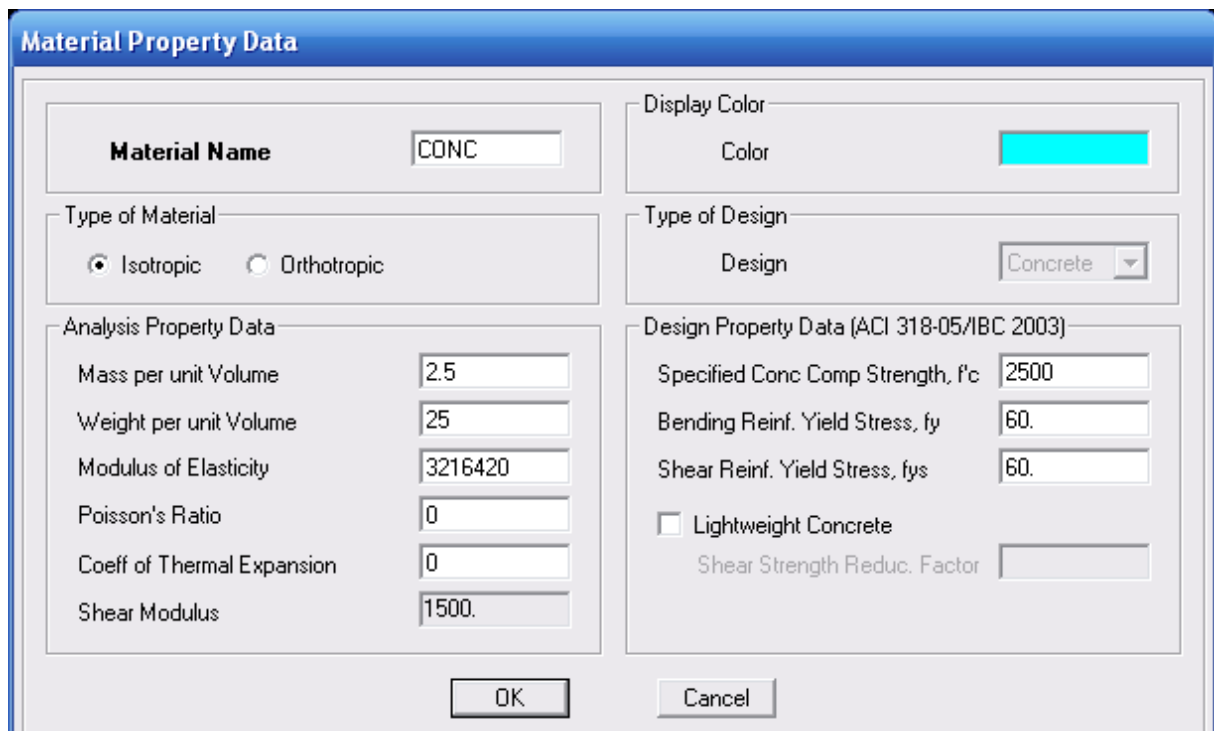 Material Property Data
Material Name CONC
Display Color
Color
Type of Material
Isotropic Orthotropic
Type of Design
Design Concrete
Analysis Property Data
Mass per unit Volume 2.5
Weight per unit Volume 25
Modulus of Elasticity 3216420
Poisson's Ratio 0
Coeff of Thermal Expansion 0
Shear Modulus 1500.
Design Property Data (ACI 318-05/IBC 2003)
Specified Conc Comp Strength, f'c 2500
Bending Reinf. Yield Stress, fy 60.
Shear Reinf. Yield Stress, fys 60.
Lightweight Concrete
Shear Strength Reduc. Factor
OK Cancel